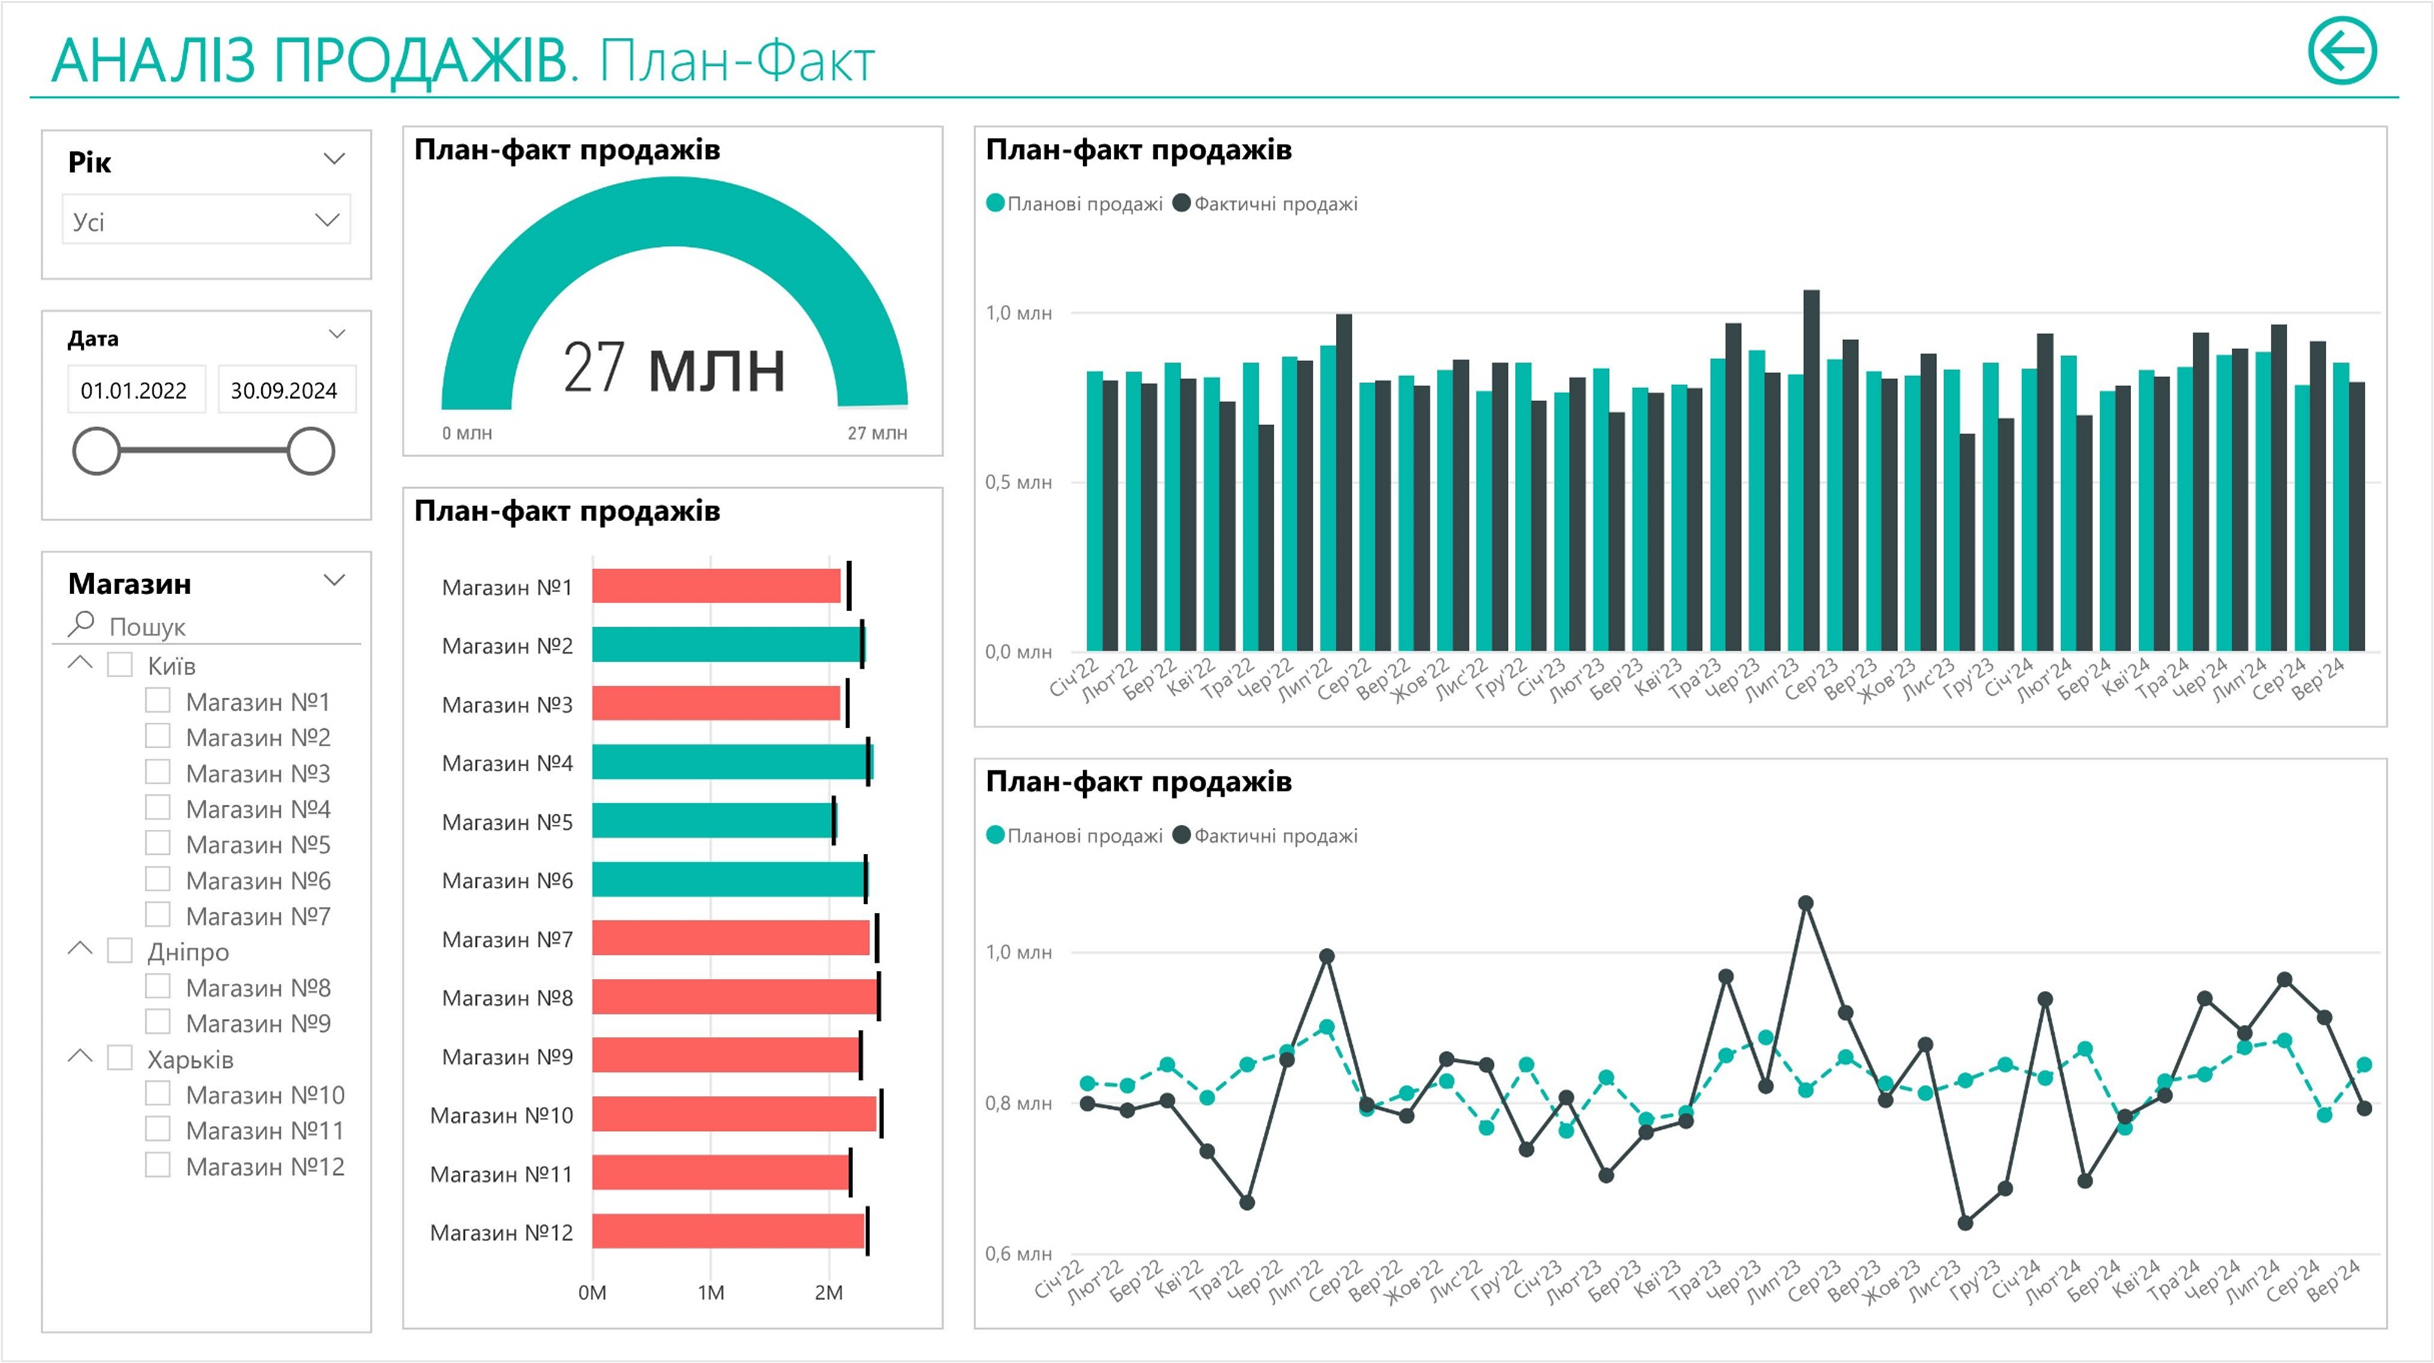 АНАЛІЗ ПРОДАЖІВ. План-Факт
Рік
Усі
Дата
01.01.2022 30.09.2024
Магазин
Пошук
Київ
Магазин №1
Магазин №2
Магазин №3
Магазин №4
Магазин №5
Магазин №6
Магазин №7
Дніпро
Магазин №8
Магазин №9
Харьків
Магазин №10
Магазин №11
Магазин №12
План-факт продажів
27 млн
0 млн 27 млн
План-факт продажів
Магазин №1
Магазин №2
Магазин №3
Магазин №4
Магазин №5
Магазин №6
Магазин №7
Магазин №8
Магазин №9
Магазин №10
Магазин №11
Магазин №12
0M 1M 2M
План-факт продажів
Планові продажі Фактичні продажі
1,0 млн
0,5 млн
0,0 млн
Січ'22 Лют'22 Бер'22 Кві'22 Тра'22 Чер'22 Лип'22 Сер'22 Вер'22 Жов'22 Лис'22 Гру'22 Січ'23 Лют'23 Бер'23 Кві'23 Тра'23 Чер'23 Лип'23 Сер'23 Вер'23 Жов'23 Лис'23 Гру'23 Січ'24 Лют'24 Бер'24 Кві'24 Тра'24 Чер'24 Лип'24 Сер'24 Вер'24
План-факт продажів
Планові продажі Фактичні продажі
1,0 млн
0,8 млн
0,6 млн
Січ'22 Лют'22 Бер'22 Кві'22 Тра'22 Чер'22 Лип'22 Сер'22 Вер'22 Жов'22 Лис'22 Гру'22 Січ'23 Лют'23 Бер'23 Кві'23 Тра'23 Чер'23 Лип'23 Сер'23 Вер'23 Жов'23 Лис'23 Гру'23 Січ'24 Лют'24 Бер'24 Кві'24 Тра'24 Чер'24 Лип'24 Сер'24 Вер'24